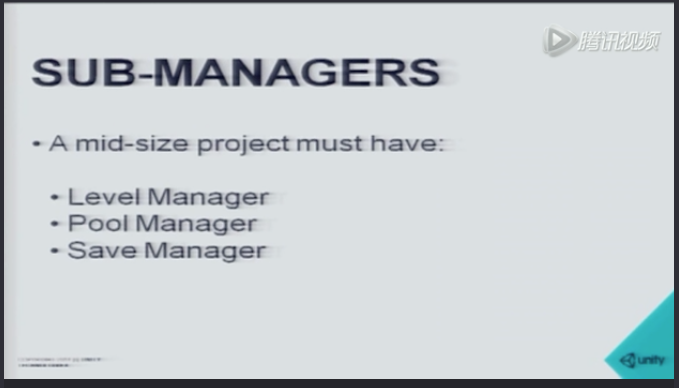 腾讯视频
SUB-MANAGERS
• A mid-size project must have:
• Level Manager
• Pool Manager
• Save Manager
unity